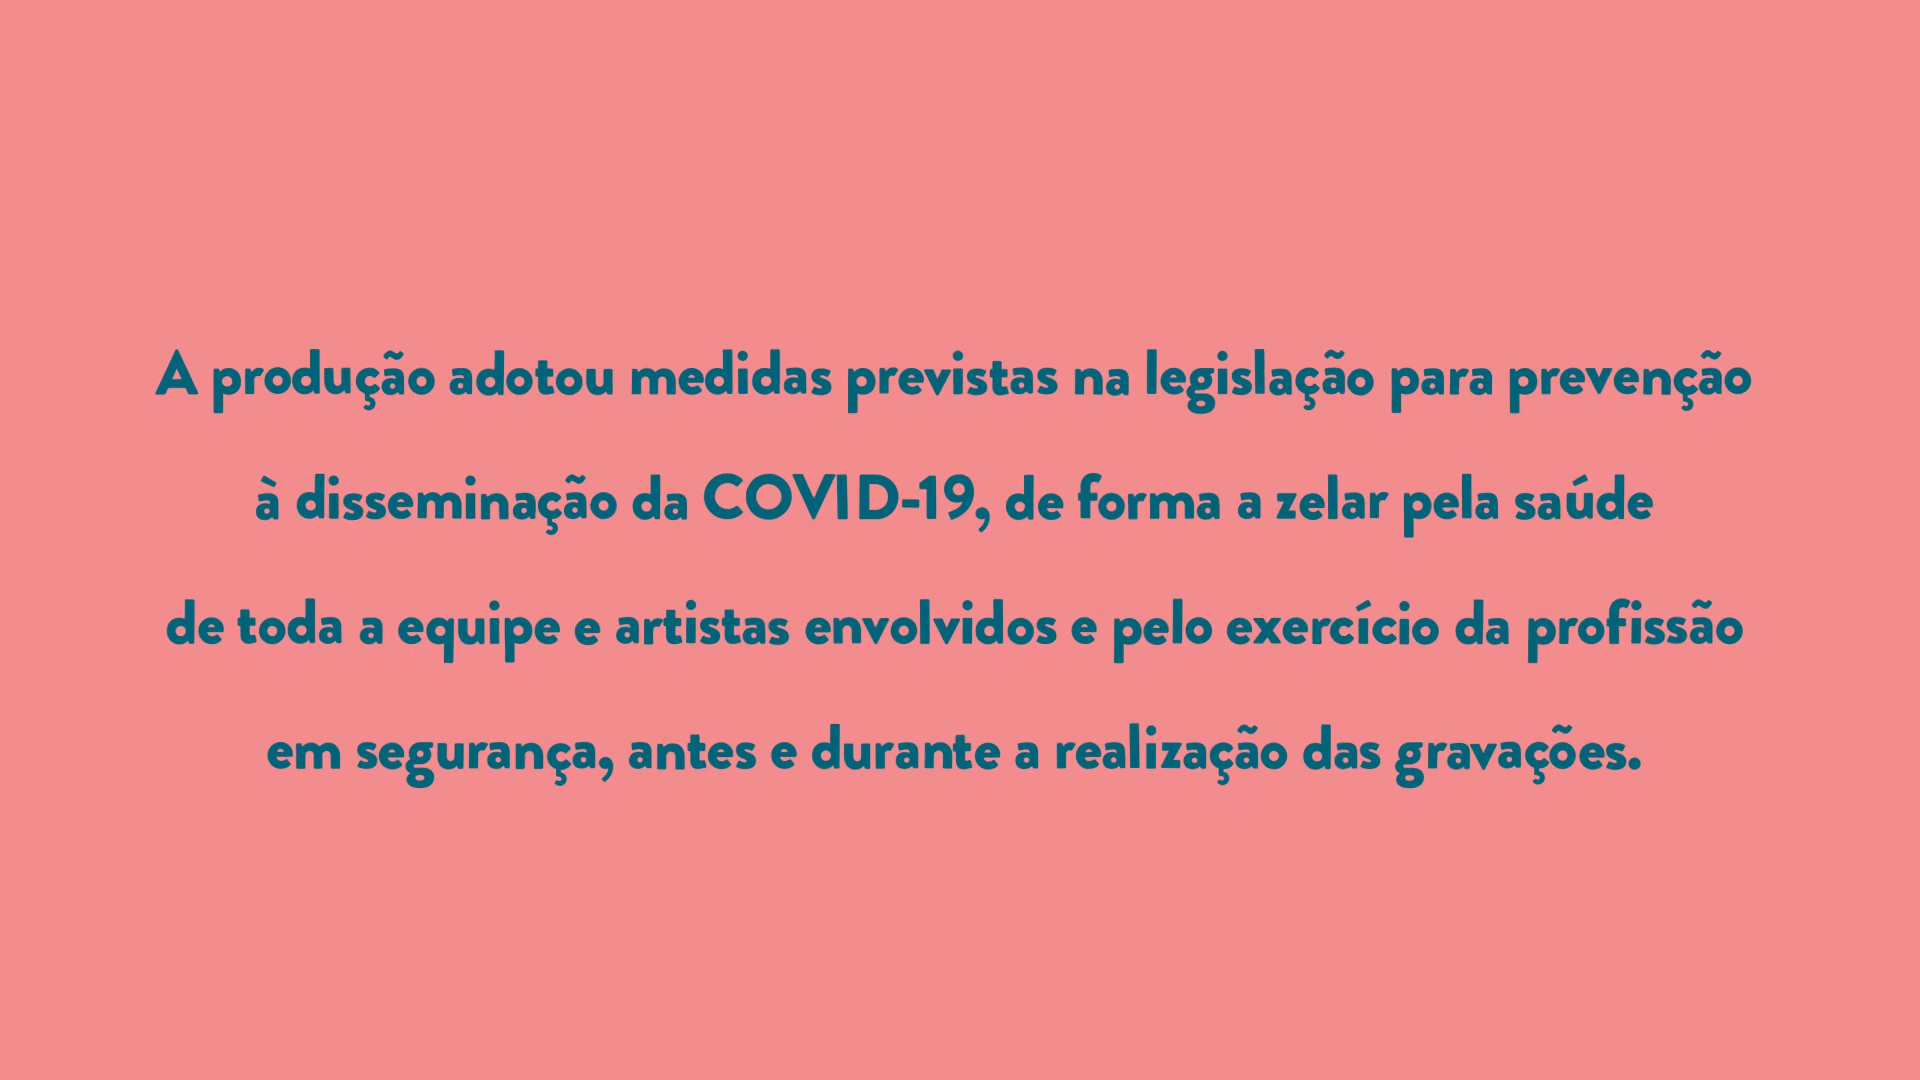 A produção adotou medidas previstas na legislação para prevenção
à disseminação da COVID-19, de forma a zelar pela saúde
de toda a equipe e artistas envolvidos e pelo exercício da profissão
em segurança, antes e durante a realização das gravações.